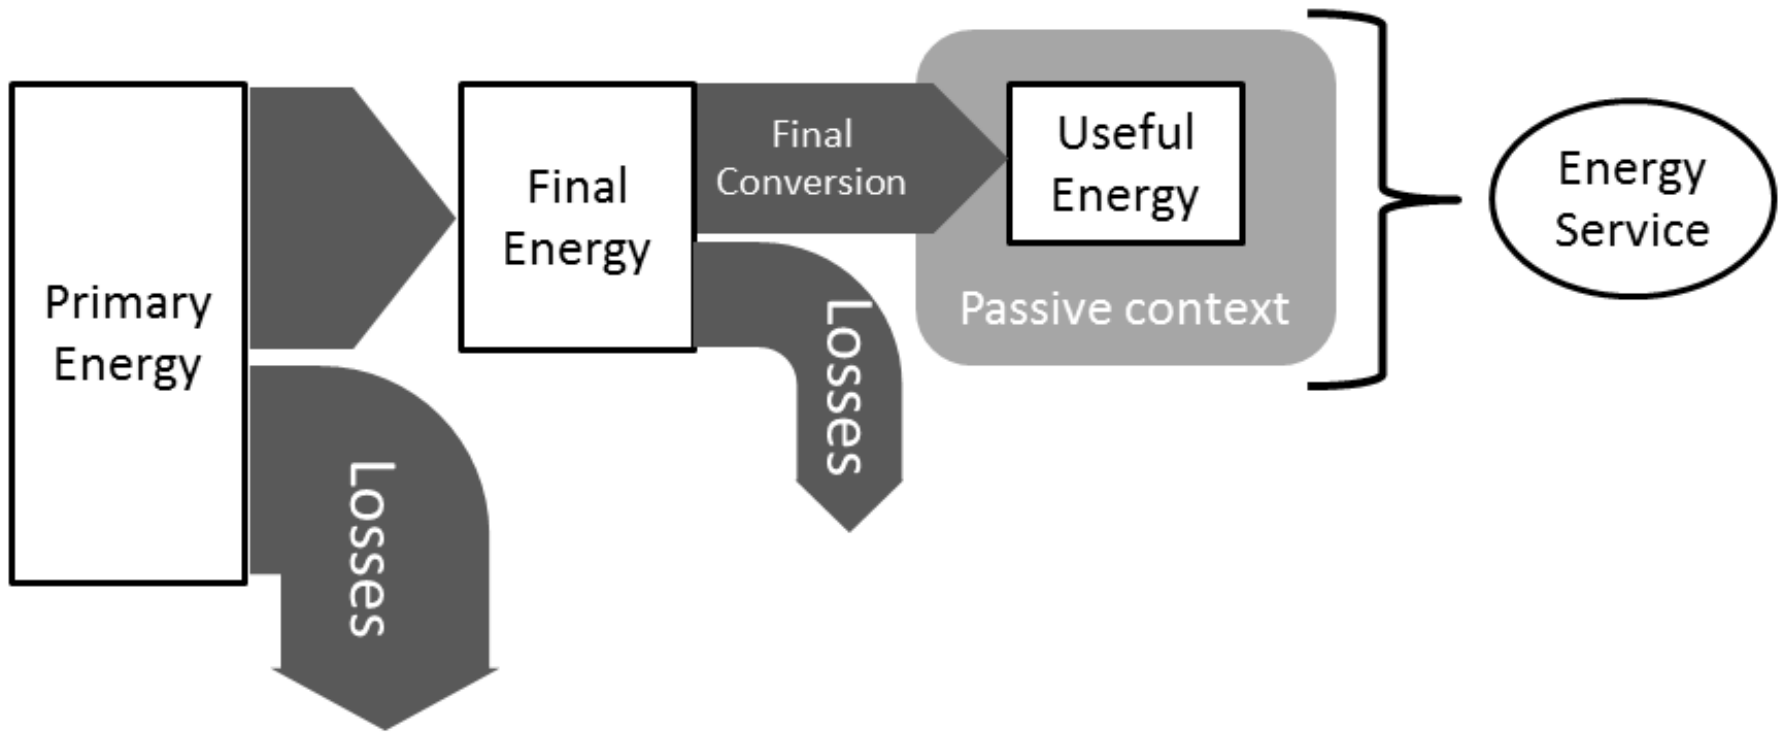 Primary
Energy
Losses
Final
Energy
Final
Conversion
Losses
Useful
Energy
Passive context
Energy
Service